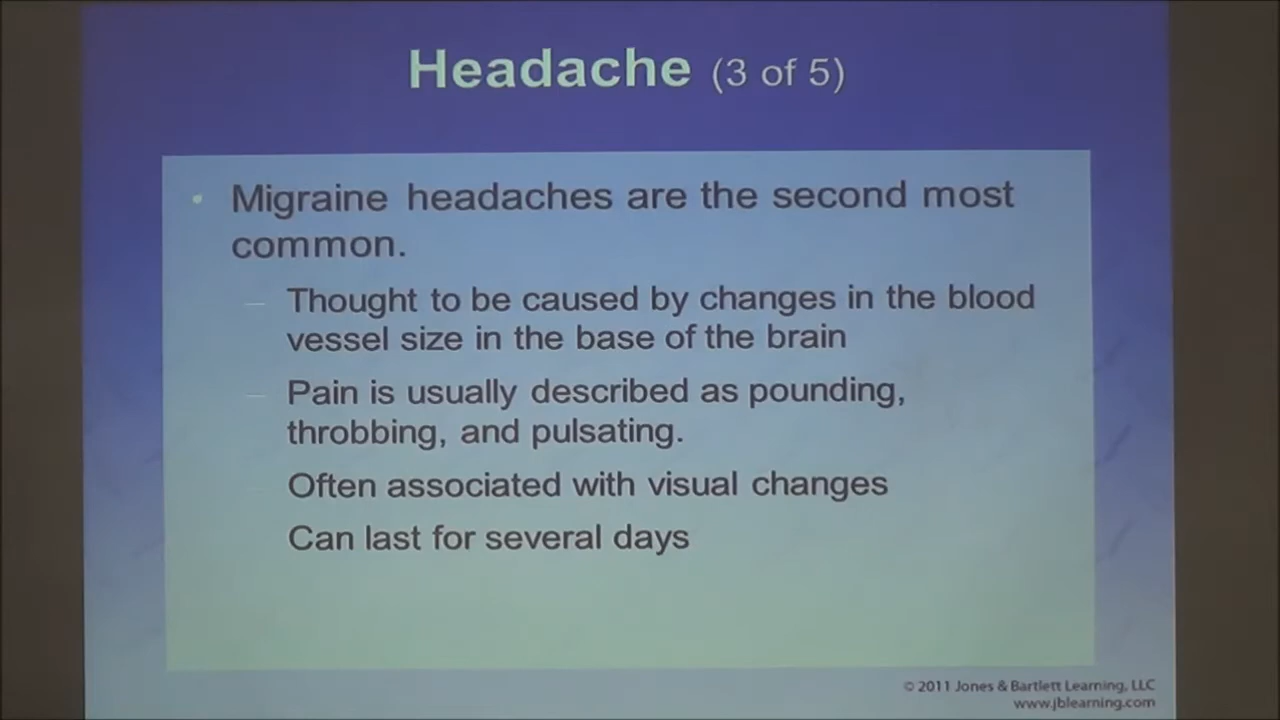 Headache (3 of 5)
• Migraine headaches are the second most
common.
– Thought to be caused by changes in the blood
vessel size in the base of the brain
– Pain is usually described as pounding,
throbbing, and pulsating.
Often associated with visual changes
Can last for several days
© 2011 Jones & Bartlett Learning, LLC
www.jblearning.com